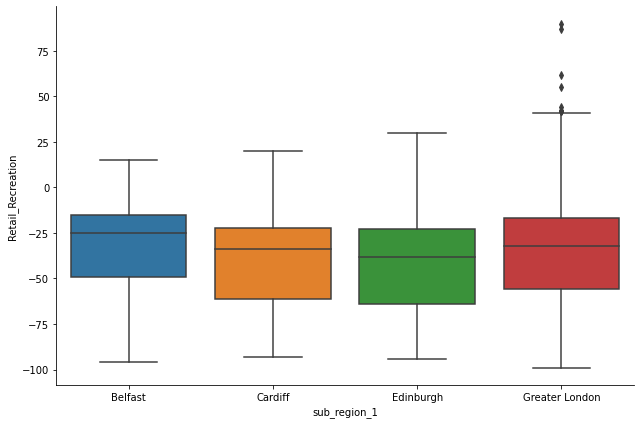 75
50
25
0
−25
−50
−75
−100
Retail_Recreation
Belfast
Cardiff
Edinburgh
Greater London
sub_region_1